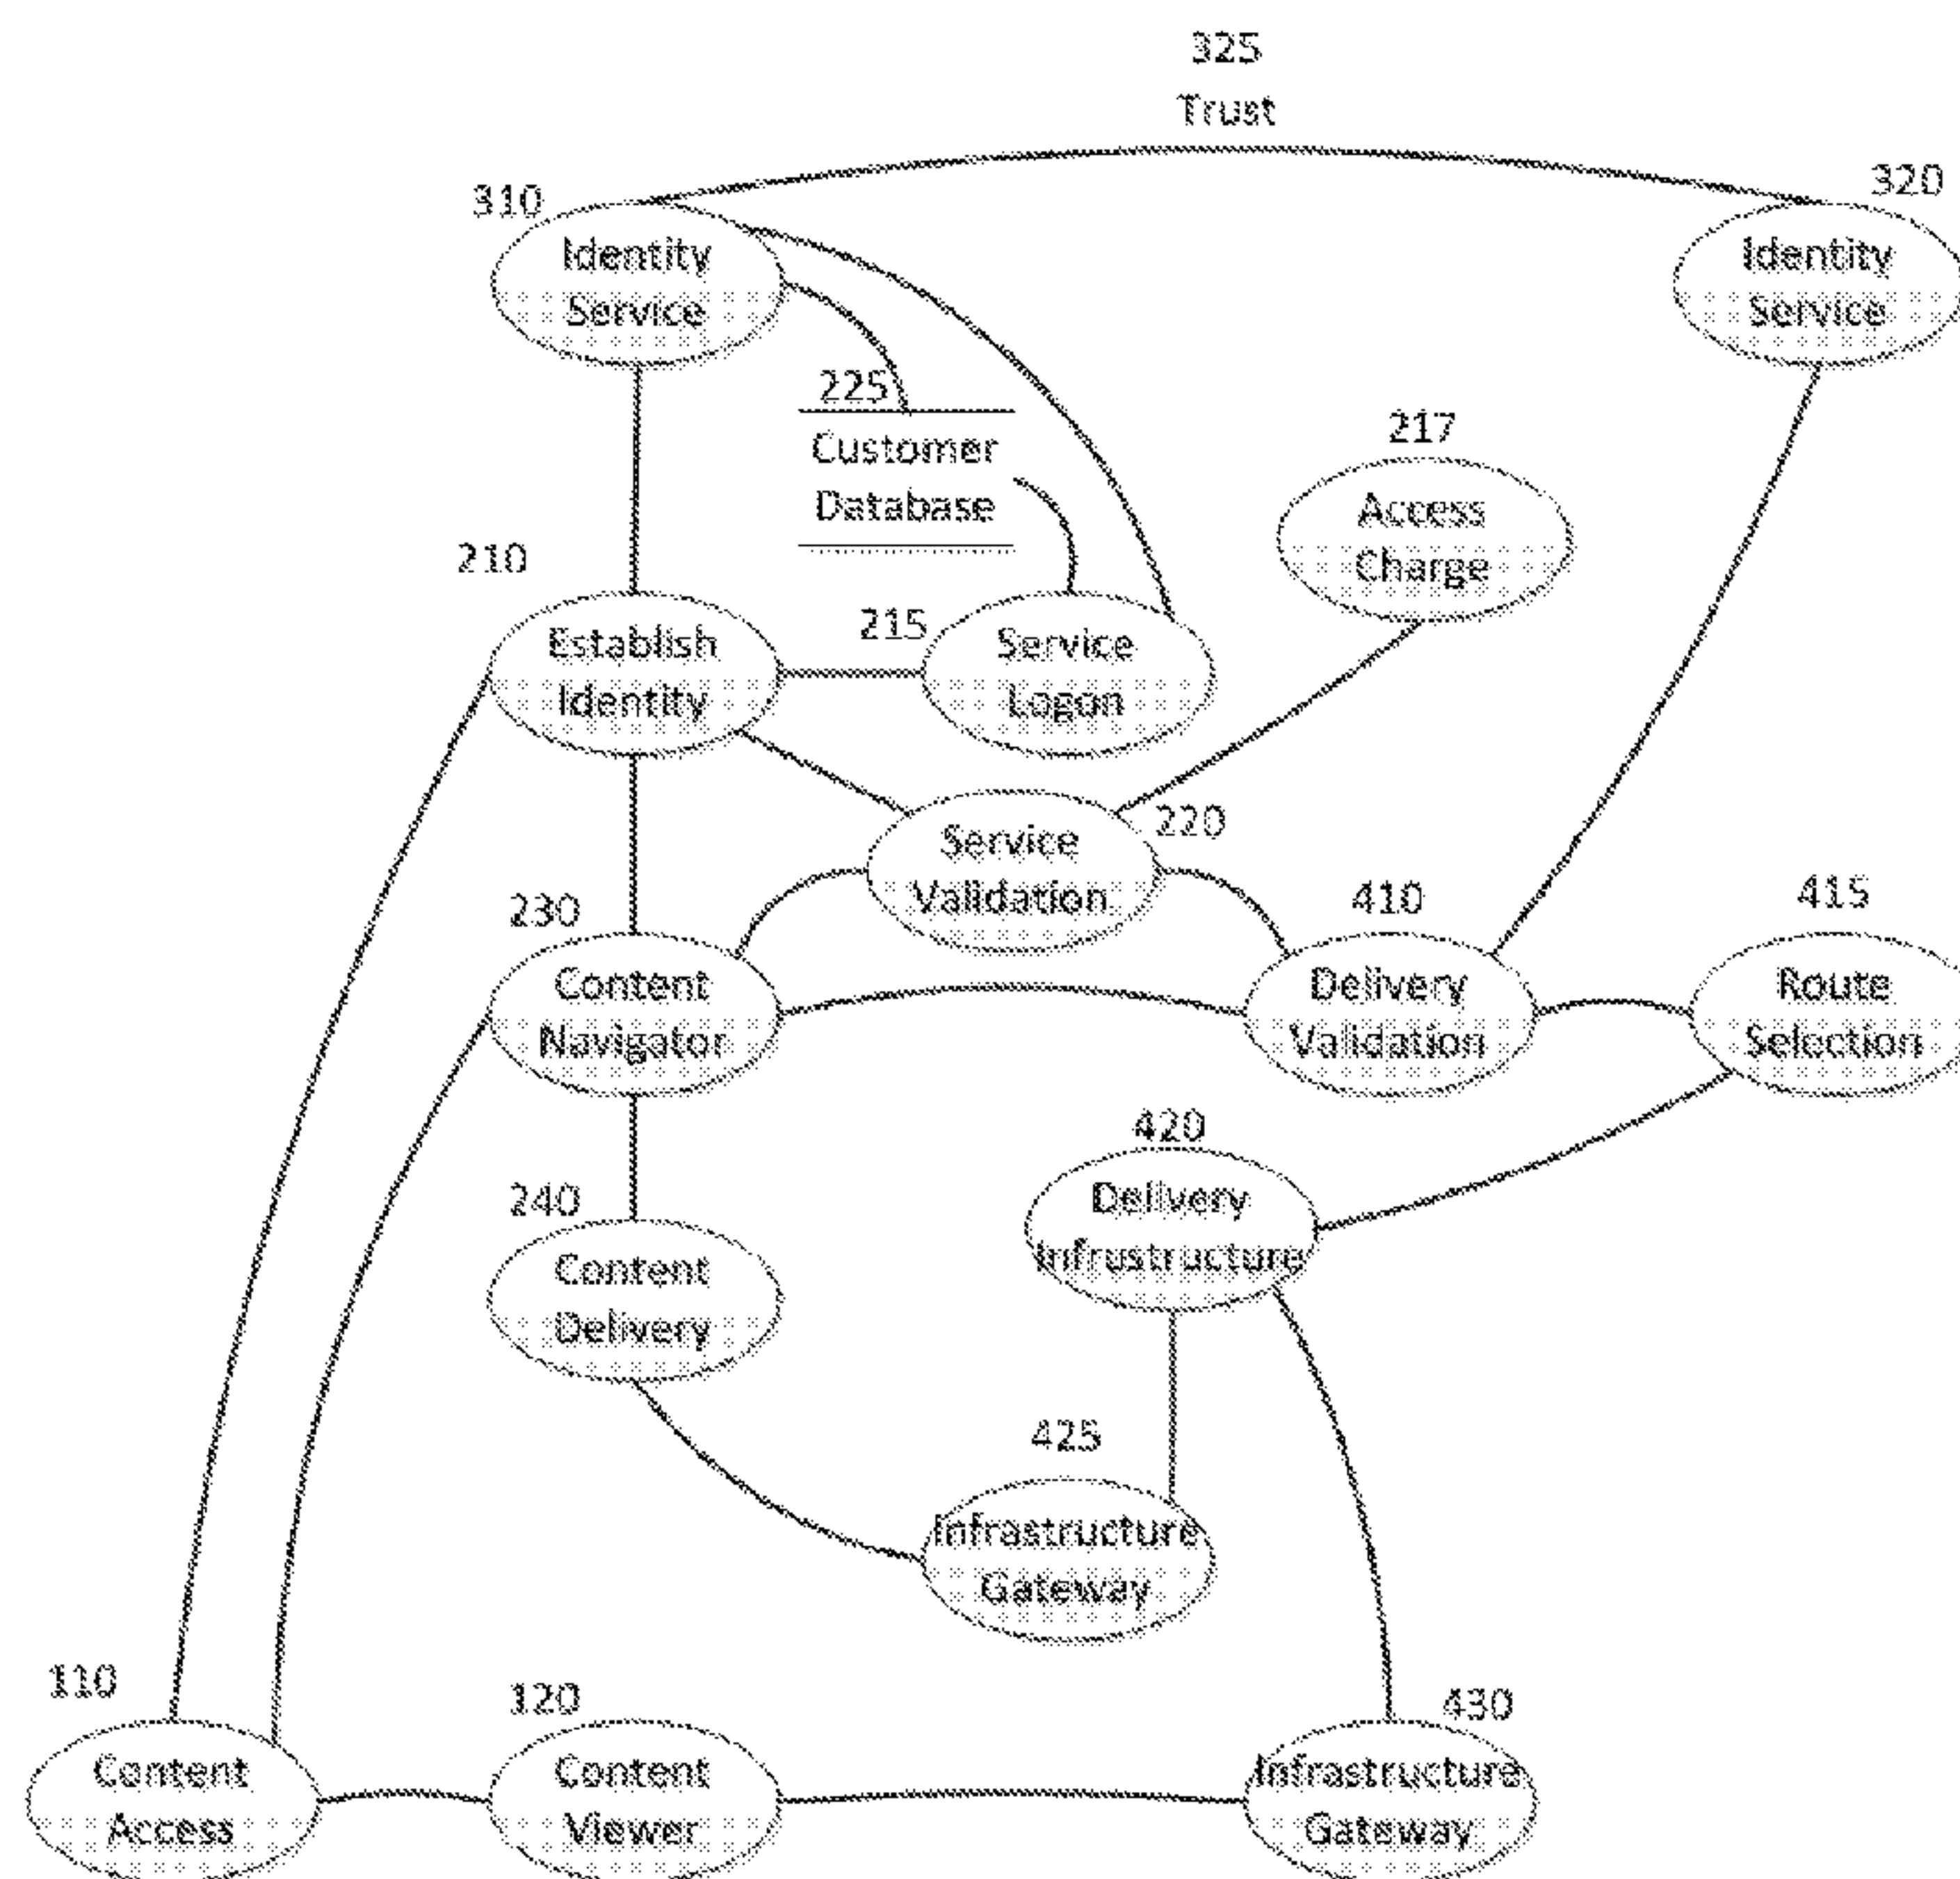 325
Trust
310
320
Identity
Service
Identity
Service
225
Customer
Database
217
Access
Charge
210
Establish
Identity
215
Service
Logon
Service
Validation
220
230
Content
Navigator
410
Delivery
Validation
415
Route
Selection
420
Delivery
Infrustructure
240
Content
Delivery
425
Infrastructure
Gateway
110
Content
Access
120
Content
Viewer
430
Infrastructure
Gateway